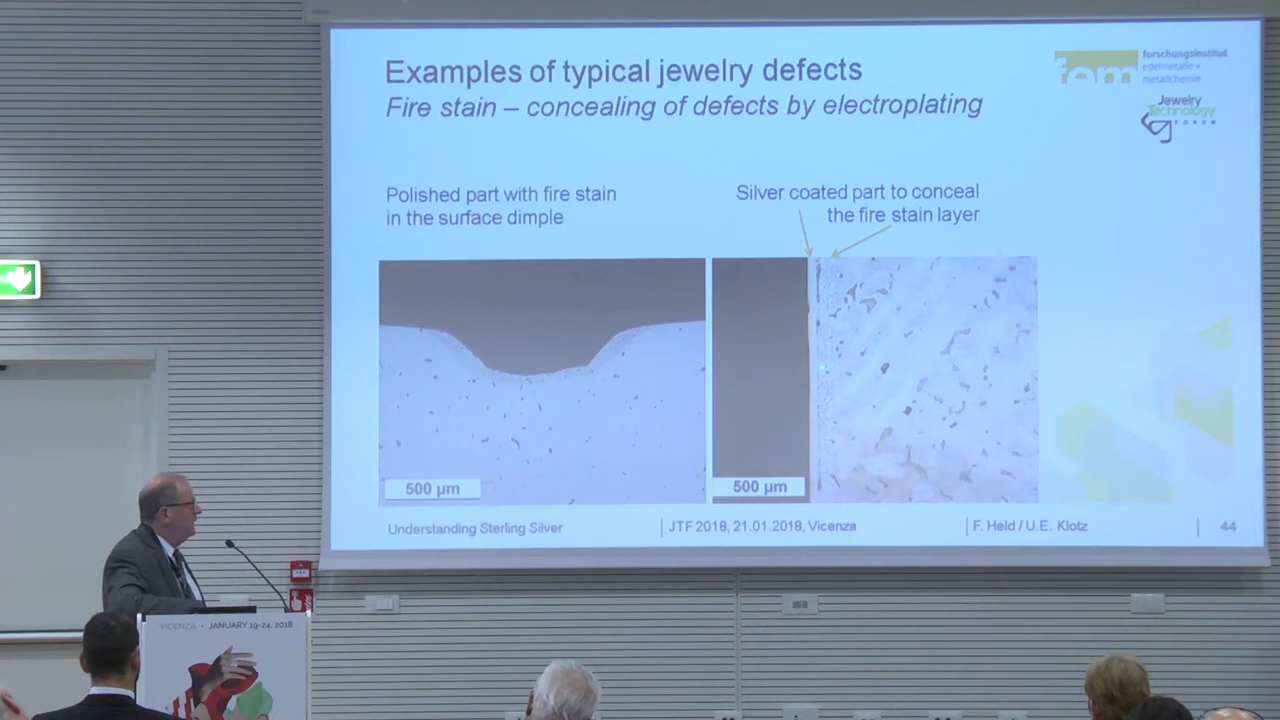 Examples of typical jewelry defects
Fire stain – concealing of defects by electroplating
fem
forschungsinstitut
edelmetalle +
metallchemie
Jewelry
Technology
FORUM
Polished part with fire stain
in the surface dimple
Silver coated part to conceal
the fire stain layer
500 µm
500 µm
Understanding Sterling Silver
JTF 2018, 21.01.2018, Vicenza
F. Held / U.E. Klotz
44
VICENZA • JANUARY 19-24, 2018